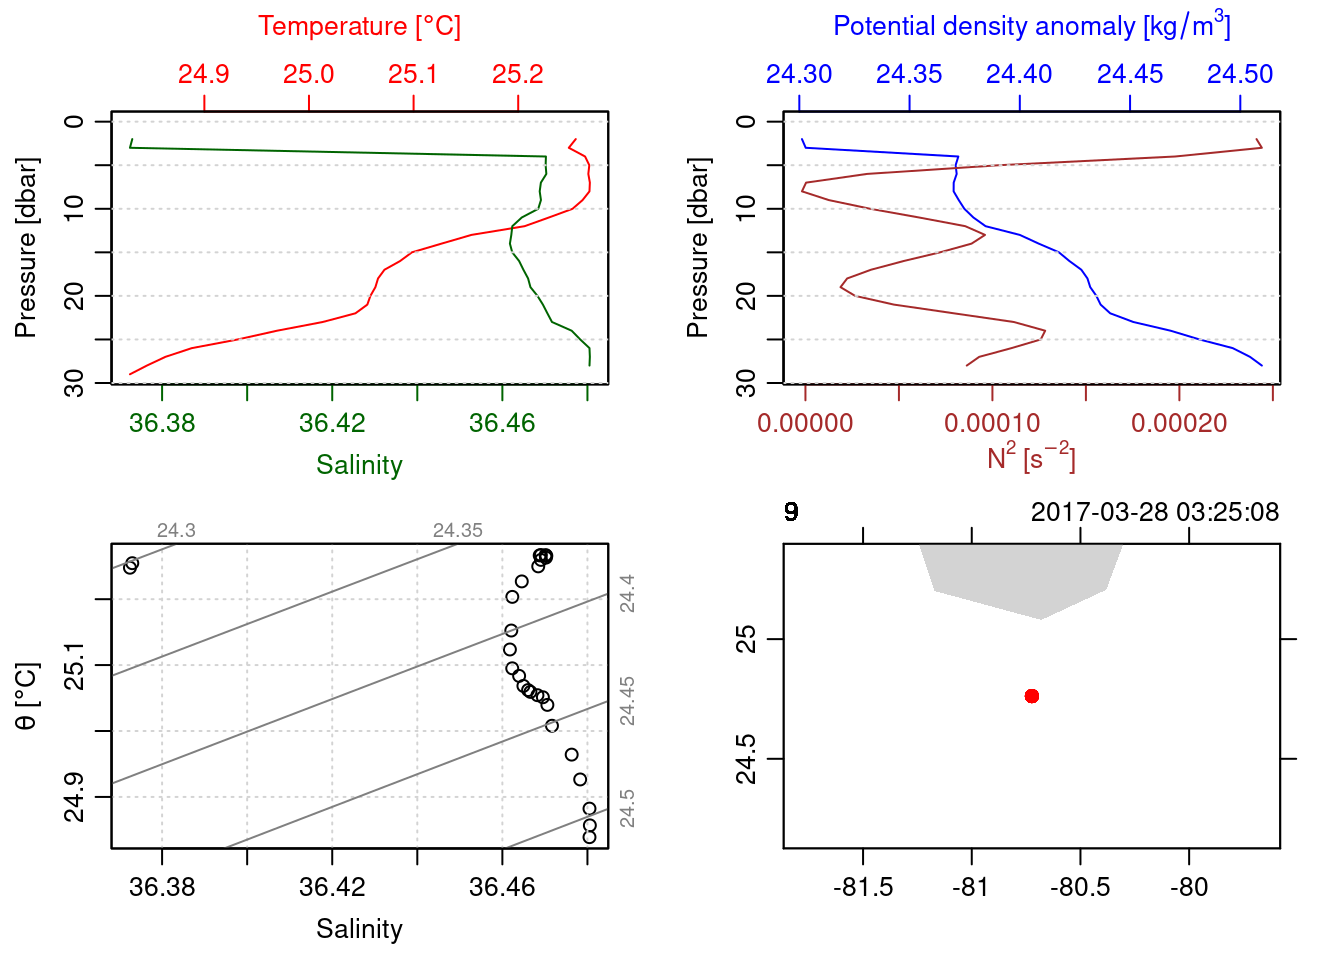 Temperature [°C]
24.9 25.0 25.1 25.2
Pressure [dbar]
0 10 20 30
36.38 36.42 36.46
Salinity
Potential density anomaly [kg/m³]
24.30 24.35 24.40 24.45 24.50
Pressure [dbar]
0 10 20 30
0.00000 0.00010 0.00020
N² [s⁻²]
24.3 24.35
24.4
24.45
24.5
θ [°C]
25.1
24.9
36.38 36.42 36.46
Salinity
2017-03-28 03:25:08
25
24.5
-81.5 -81 -80.5 -80